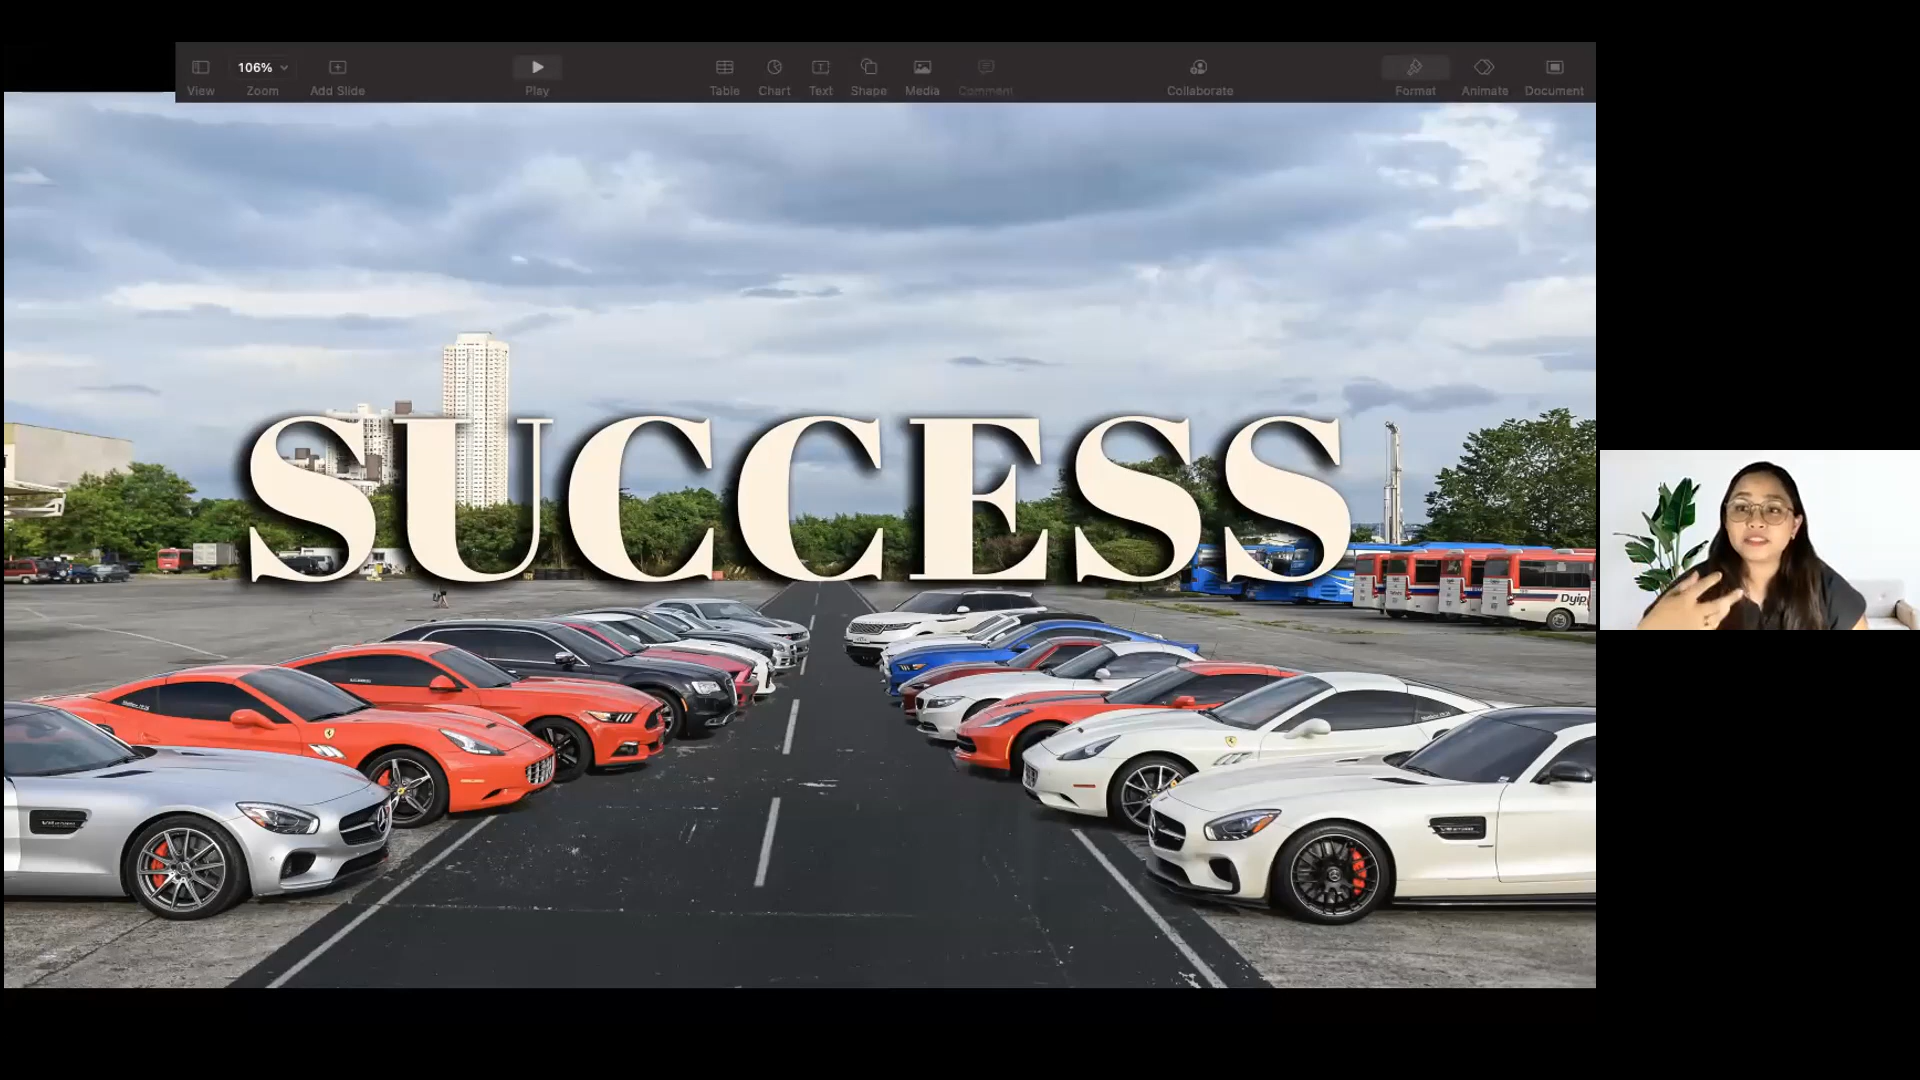 106%
View
Zoom
Add Slide
Play
Table
Chart
Text
Shape
Media
Comment
Collaborate
Format
Animate
Document
SUCCESS
Dyip